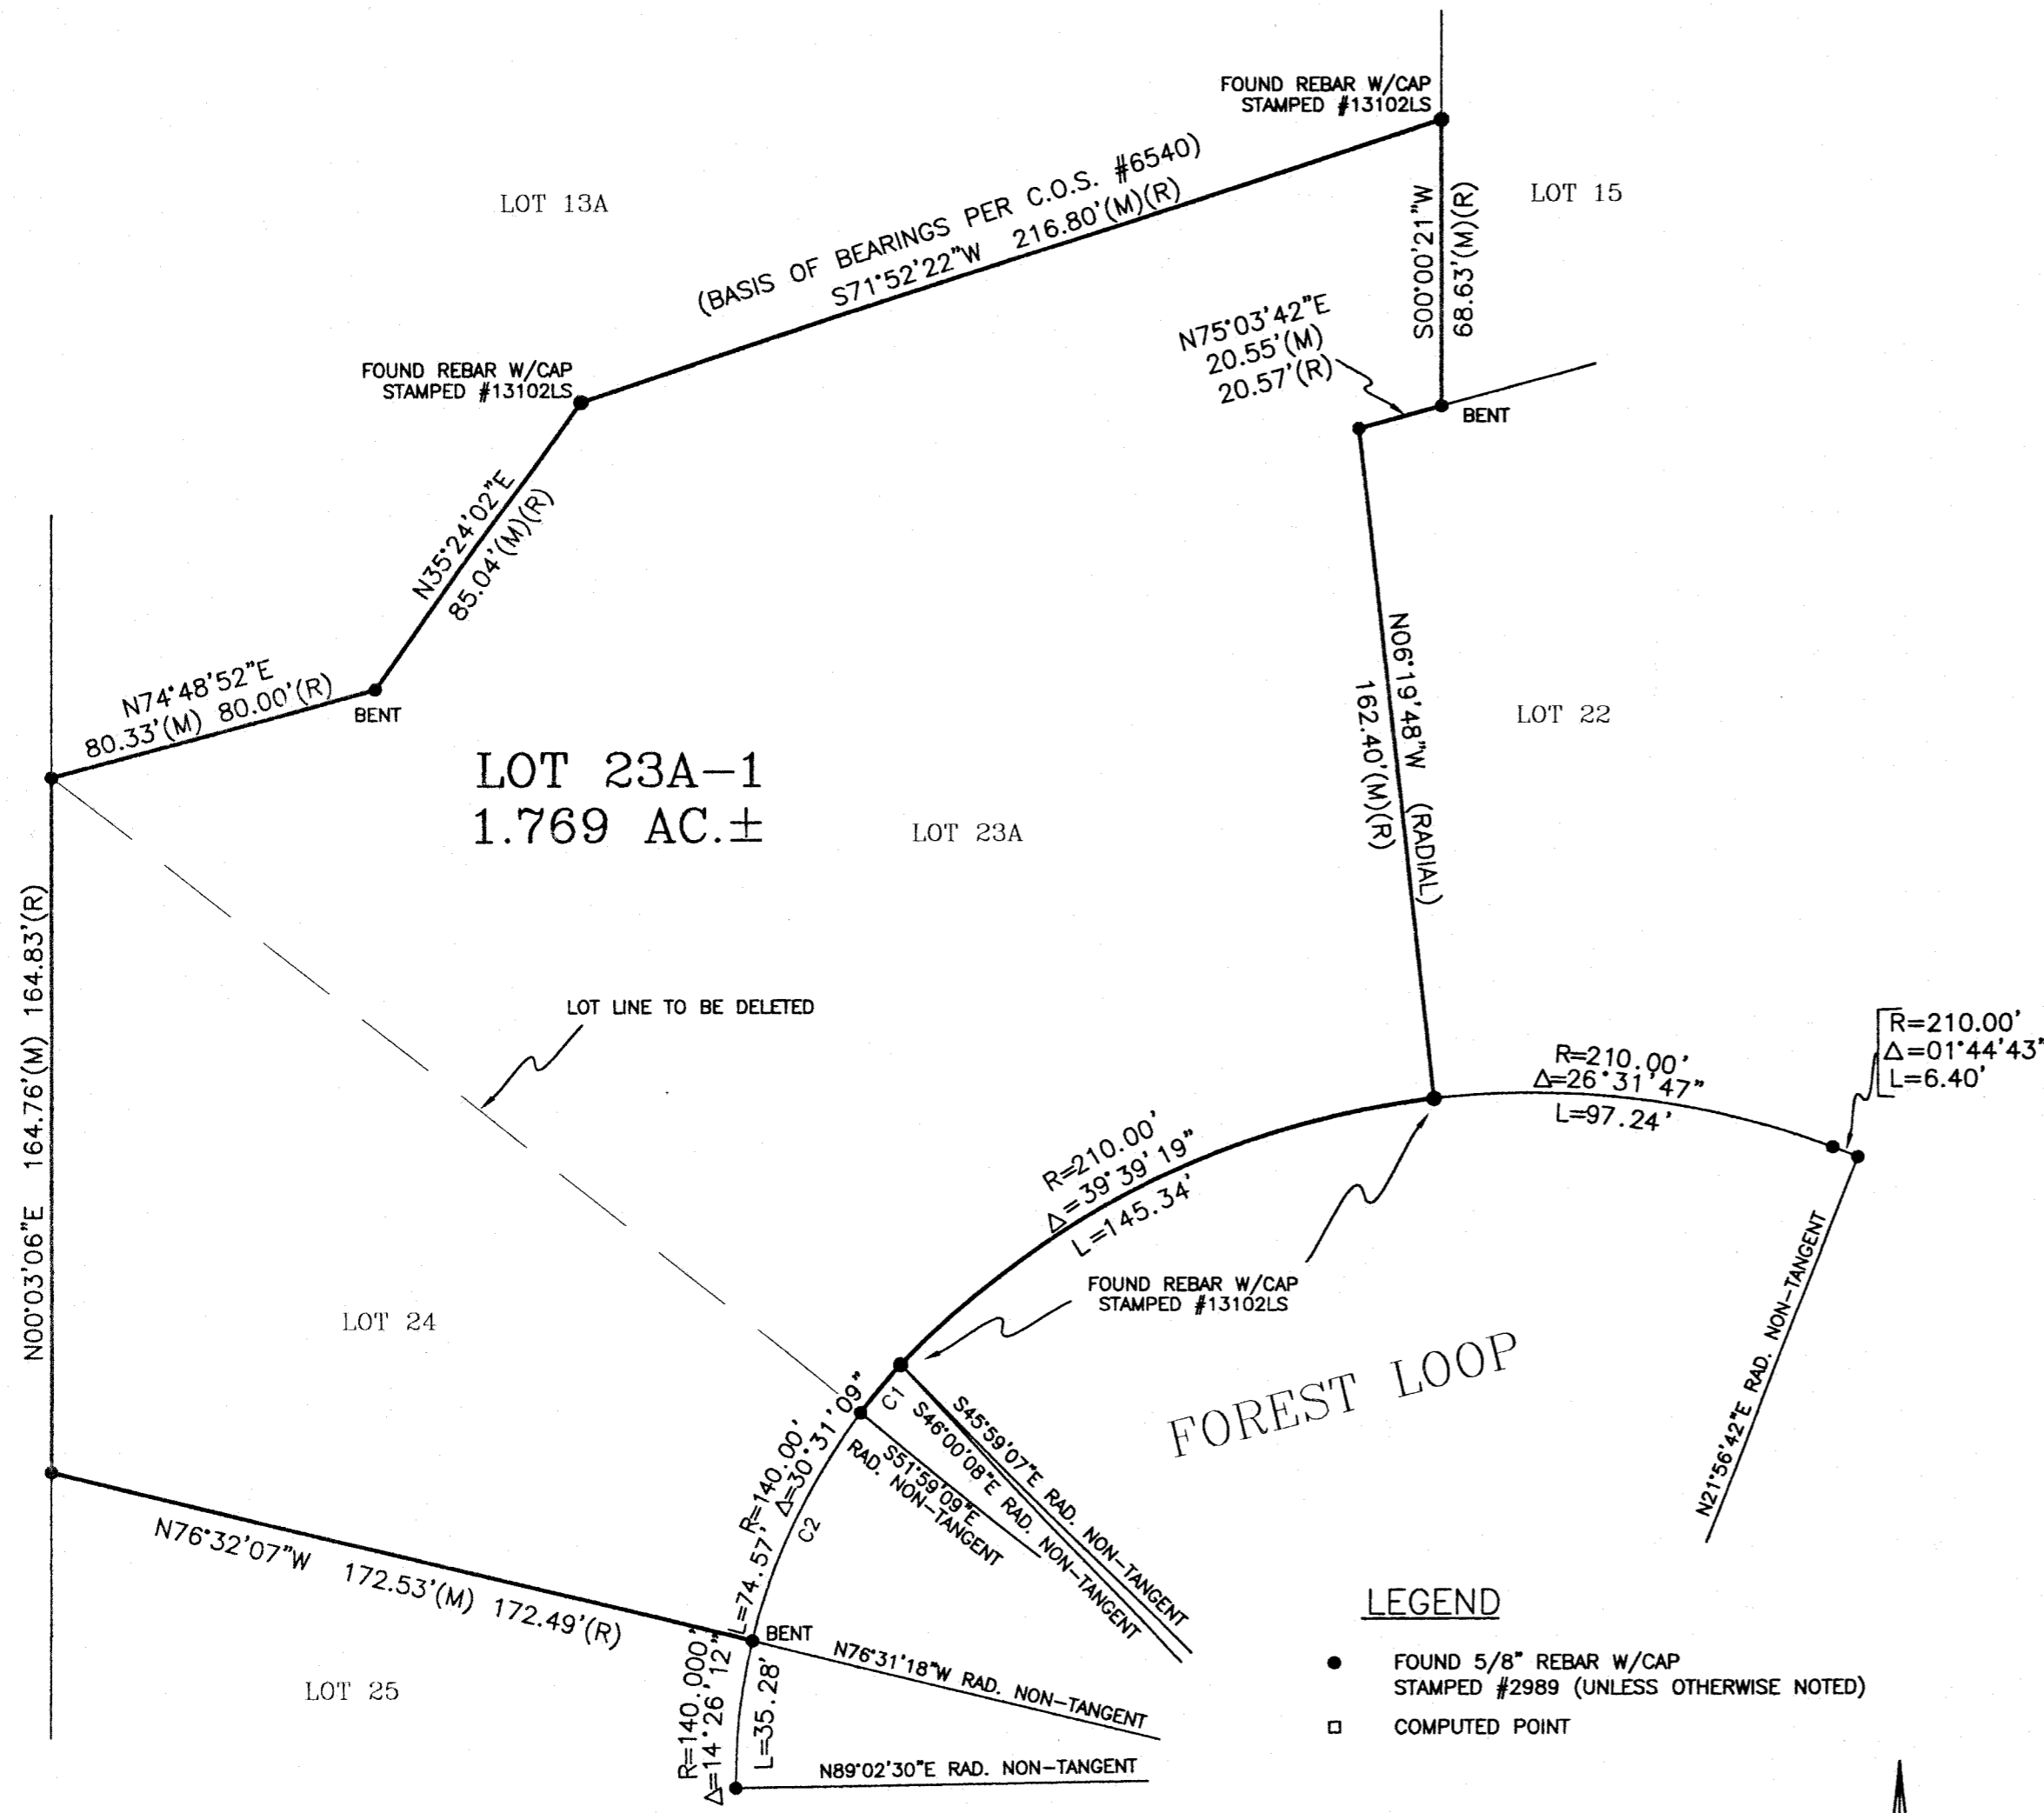 FOUND REBAR W/CAP
STAMPED #13102LS
LOT 13A
(BASIS OF BEARINGS PER C.O.S. #6540)
S71°52'22"W 216.80'(M)(R)
S00°00'21"W
68.63'(M)(R)
LOT 15
N75°03'42"E
20.55'(M)
20.57'(R)
BENT
FOUND REBAR W/CAP
STAMPED #13102LS
N35°24'02"E
85.04'(M)(R)
N74°48'52"E
80.33'(M) 80.00'(R)
BENT
LOT 23A-1
1.769 AC.±
LOT 23A
N06°19'48"W (RADIAL)
162.40'(M)(R)
LOT 22
N00°03'06"E 164.76'(M) 164.83'(R)
LOT LINE TO BE DELETED
R=210.00'
Δ=01°44'43"
L=6.40'
R=210.00'
Δ=26°31'47"
L=97.24'
R=210.00'
Δ=39°39'19"
L=145.34'
FOUND REBAR W/CAP
STAMPED #13102LS
LOT 24
FOREST LOOP
N21°56'42"E RAD. NON-TANGENT
C1
S45°59'07"E RAD. NON-TANGENT
S46°00'08"E RAD. NON-TANGENT
S51°59'09"E
RAD. NON-TANGENT
R=140.00'
L=74.57' Δ=30°31'09"
C2
N76°32'07"W 172.53'(M) 172.49'(R)
BENT
N76°31'18"W RAD. NON-TANGENT
LOT 25
R=140.000'
Δ=14°26'12"
L=35.28'
N89°02'30"E RAD. NON-TANGENT
LEGEND
FOUND 5/8" REBAR W/CAP
STAMPED #2989 (UNLESS OTHERWISE NOTED)
COMPUTED POINT